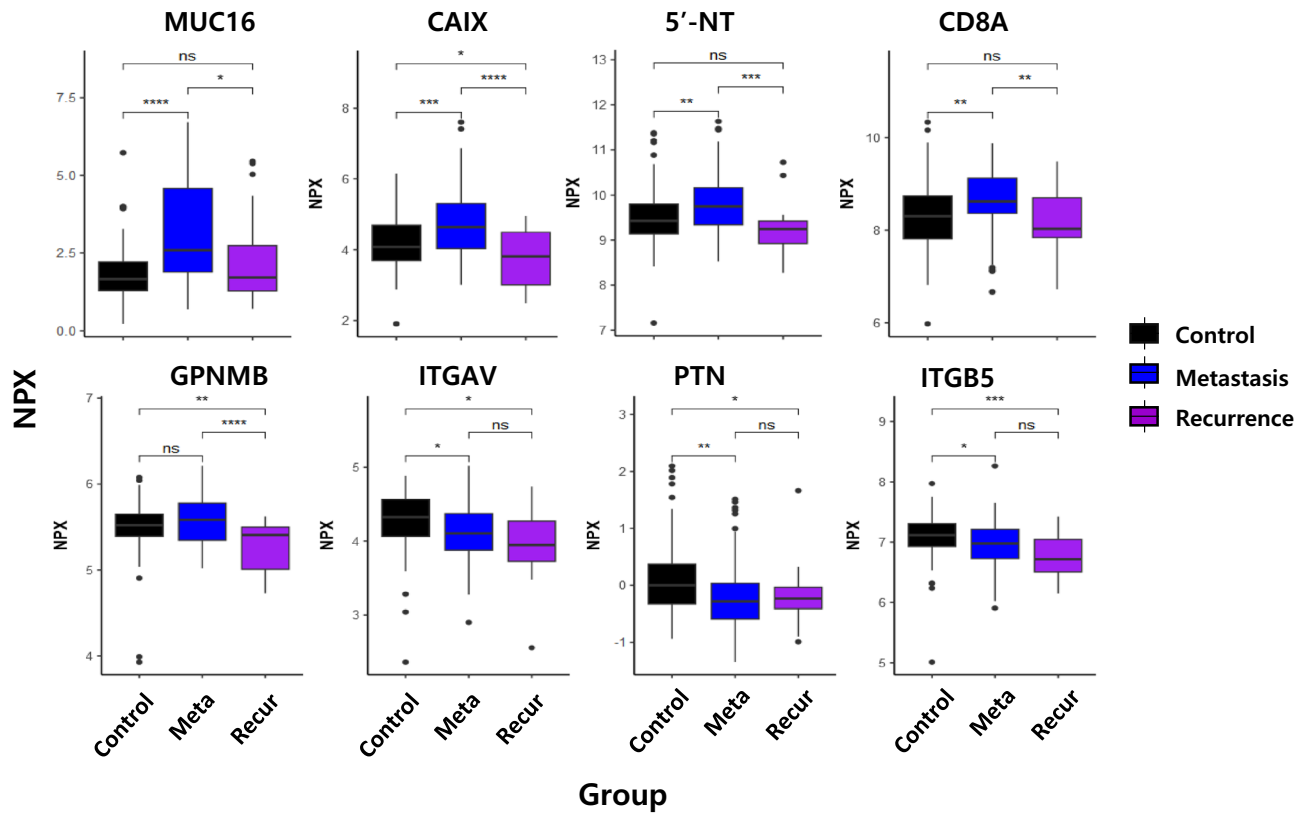 MUC16
CAIX
5′-NT
CD8A
ns
*
****
7.5
5.0
2.5
0.0
NPX
*
****
***
8
6
4
2
ns
***
**
13
12
11
10
9
8
7
NPX
ns
**
**
10
8
6
NPX
Control
Metastasis
Recurrence
NPX
GPNMB
ITGAV
PTN
ITGB5
**
****
ns
7
6
5
4
NPX
*
ns
*
5
4
3
NPX
*
ns
**
3
2
1
0
-1
NPX
***
ns
*
9
8
7
6
5
NPX
Control
Meta
Recur
Control
Meta
Recur
Control
Meta
Recur
Control
Meta
Recur
Group